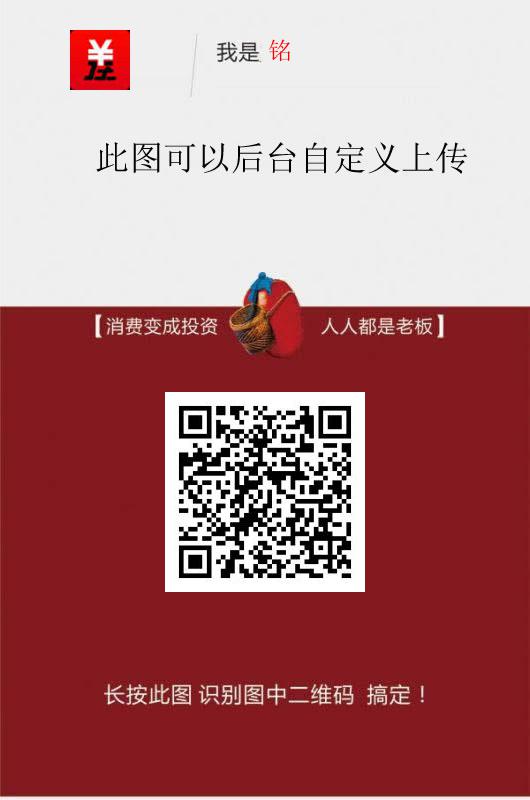 我是 铭
此图可以后台自定义上传
【消费变成投资 人人都是老板】
长按此图 识别图中二维码 搞定！